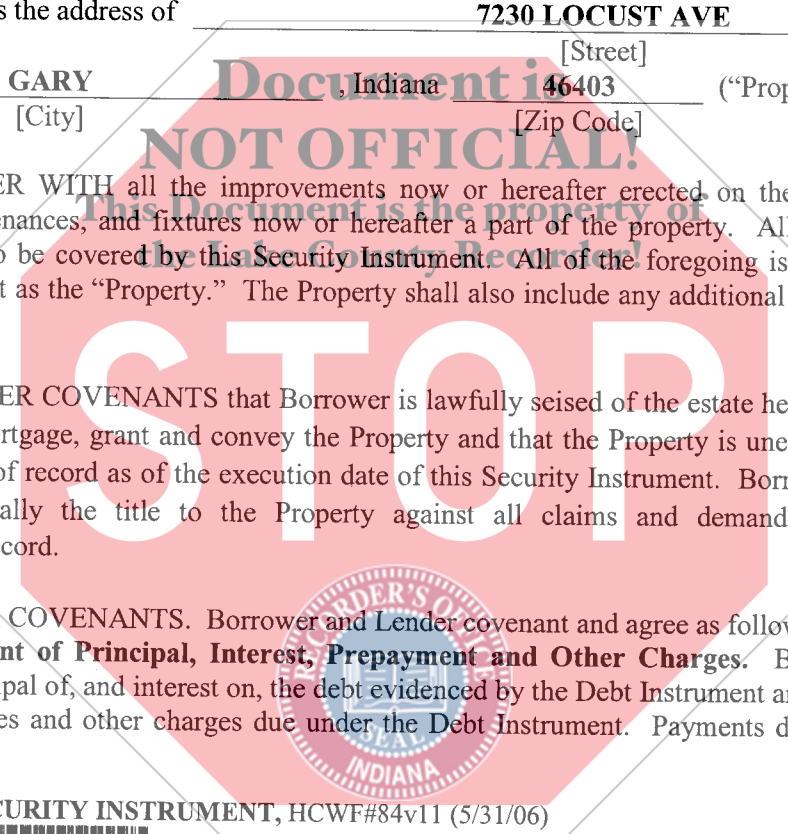 s the address of 7230 LOCUST AVE
[Street]
GARY , Indiana 46403 (“Prop
[City] [Zip Code]
Document is
NOT OFFICIAL!
This Document is the property of
the Lake County Recorder!
ER WITH all the improvements now or hereafter erected on the
enances, and fixtures now or hereafter a part of the property. All
o be covered by this Security Instrument. All of the foregoing is
t as the “Property.” The Property shall also include any additional
STOP
ER COVENANTS that Borrower is lawfully seised of the estate he
rtgage, grant and convey the Property and that the Property is une
of record as of the execution date of this Security Instrument. Borr
ally the title to the Property against all claims and demand
cord.
COVENANTS. Borrower and Lender covenant and agree as follow
nt of Principal, Interest, Prepayment and Other Charges. B
ipal of, and interest on, the debt evidenced by the Debt Instrument an
es and other charges due under the Debt Instrument. Payments d
RECORDER'S OFFICE
SEAL
INDIANA
CURITY INSTRUMENT, HCWF#84v11 (5/31/06)